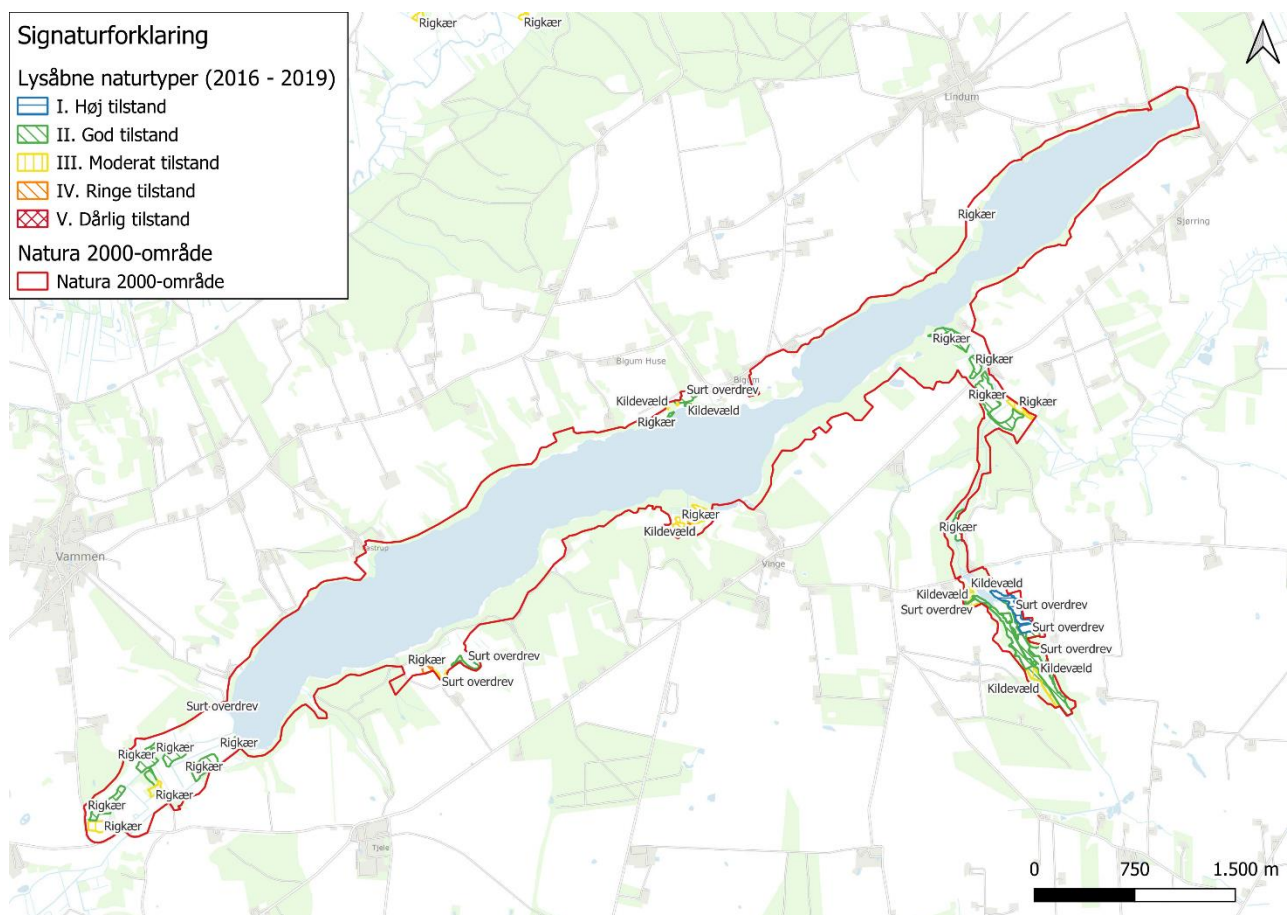 Signaturforklaring
Lysåbne naturtyper (2016 - 2019)
I. Høj tilstand
II. God tilstand
III. Moderat tilstand
IV. Ringe tilstand
V. Dårlig tilstand
Natura 2000-område
Natura 2000-område
Rigkær
Rigkær
Lindum
Rigkær
Sjørring
Rigkær
Rigkær
Bigum Huse
Bigum
Surt overdrev
Kildevæld
Kildevæld
Rigkær
Rigkær
Rigkær
Rigkær
Kildevæld
Rigkær
Vammen
Vinge
Kildevæld
Kildevæld
Surt overdrev
Surt overdrev
Surt overdrev
Surt overdrev
Kildevæld
Kildevæld
Rigkær
Surt overdrev
Surt overdrev
Surt overdrev
Rigkær
Rigkær
Rigkær
Rigkær
Rigkær
Rigkær
Rigkær
Tjele
0 750 1.500 m